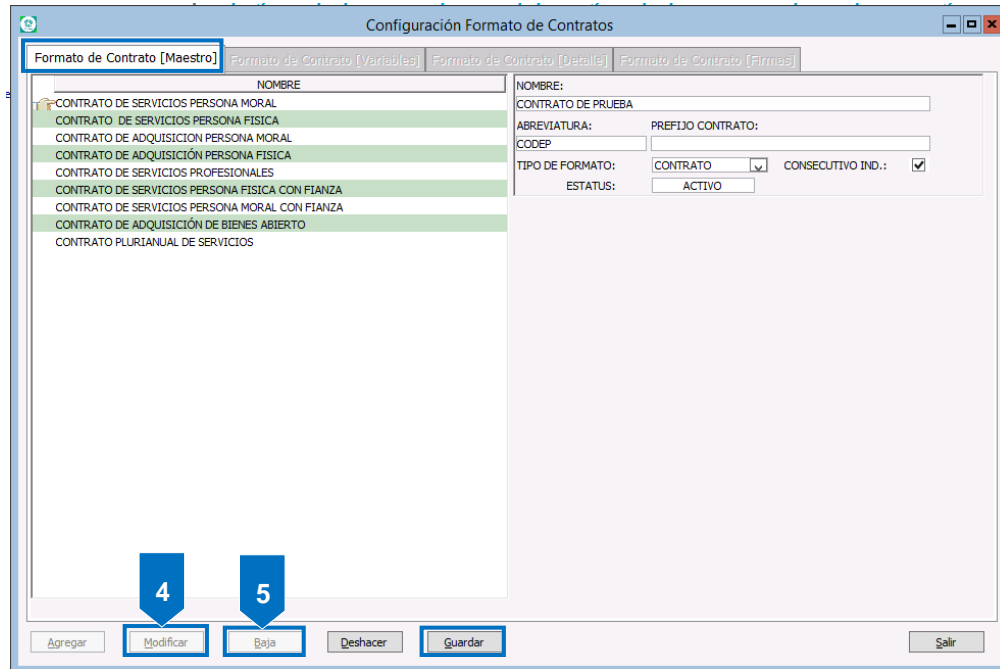 Configuración Formato de Contratos
Formato de Contrato [Maestro] Formato de Contrato [Variables] Formato de Contrato [Detalle] Formato de Contrato [Firmas]
NOMBRE
CONTRATO DE SERVICIOS PERSONA MORAL
CONTRATO DE SERVICIOS PERSONA FISICA
CONTRATO DE ADQUISICION PERSONA MORAL
CONTRATO DE ADQUISICIÓN PERSONA FISICA
CONTRATO DE SERVICIOS PROFESIONALES
CONTRATO DE SERVICIOS PERSONA FISICA CON FIANZA
CONTRATO DE SERVICIOS PERSONA MORAL CON FIANZA
CONTRATO DE ADQUISICIÓN DE BIENES ABIERTO
CONTRATO PLURIANUAL DE SERVICIOS
NOMBRE:
CONTRATO DE PRUEBA
ABREVIATURA: PREFIJO CONTRATO:
CODEP
TIPO DE FORMATO: CONTRATO CONSECUTIVO IND.:
ESTATUS: ACTIVO
4 5
Agregar Modificar Baja Deshacer Guardar Salir